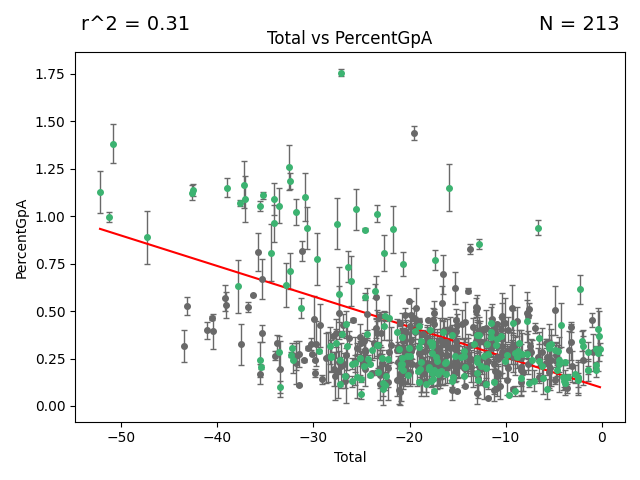 r^2 = 0.31
N = 213
Total vs PercentGpA
1.75
1.50
1.25
1.00
0.75
0.50
0.25
0.00
PercentGpA
−50
−40
−30
−20
−10
0
Total